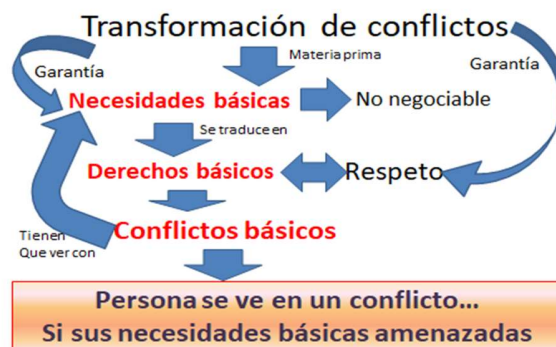 Transformación de conflictos
Materia prima
Garantía
Garantía
Necesidades básicas
No negociable
Se traduce en
Derechos básicos
Respeto
Conflictos básicos
Tienen
Que ver con
Persona se ve en un conflicto...
Si sus necesidades básicas amenazadas